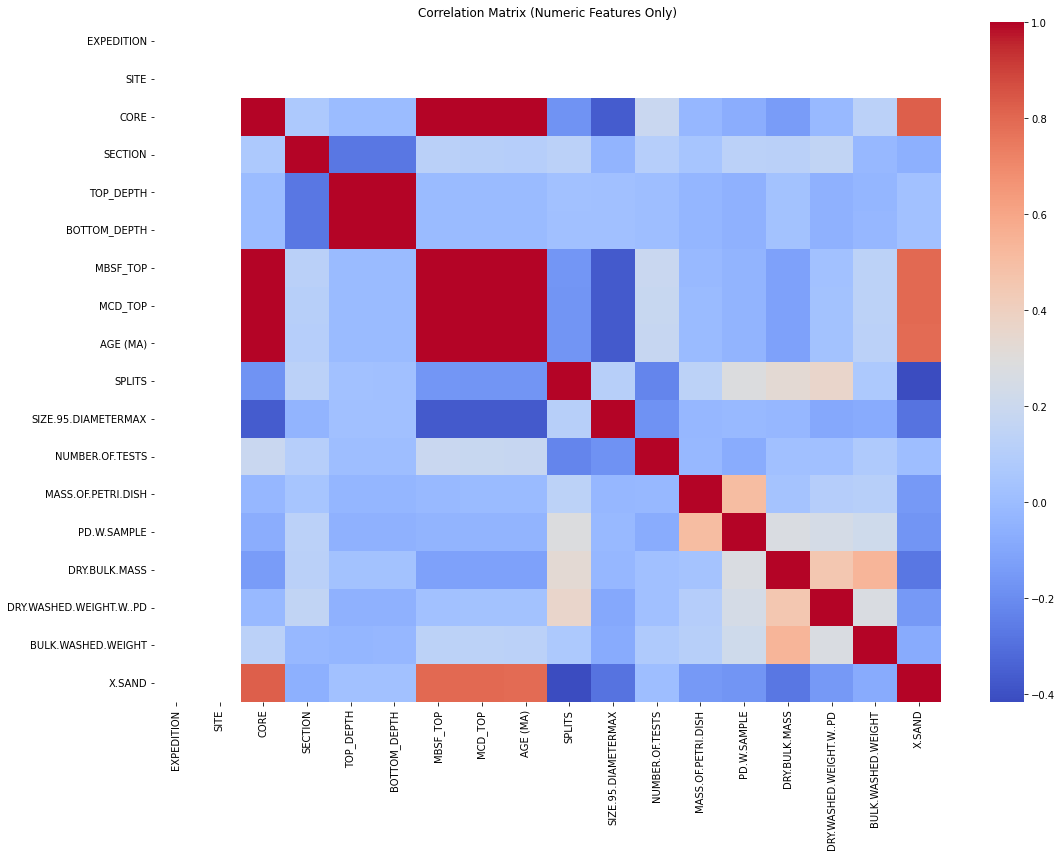 Correlation Matrix (Numeric Features Only)
EXPEDITION
SITE
CORE
SECTION
TOP_DEPTH
BOTTOM_DEPTH
MBSF_TOP
MCD_TOP
AGE (MA)
SPLITS
SIZE.95.DIAMETERMAX
NUMBER.OF.TESTS
MASS.OF.PETRI.DISH
PD.W.SAMPLE
DRY.BULK.MASS
DRY.WASHED.WEIGHT.W..PD
BULK.WASHED.WEIGHT
X.SAND
EXPEDITION
SITE
CORE
SECTION
TOP_DEPTH
BOTTOM_DEPTH
MBSF_TOP
MCD_TOP
AGE (MA)
SPLITS
SIZE.95.DIAMETERMAX
NUMBER.OF.TESTS
MASS.OF.PETRI.DISH
PD.W.SAMPLE
DRY.BULK.MASS
DRY.WASHED.WEIGHT.W..PD
BULK.WASHED.WEIGHT
X.SAND
1.0
0.8
0.6
0.4
0.2
0.0
−0.2
−0.4